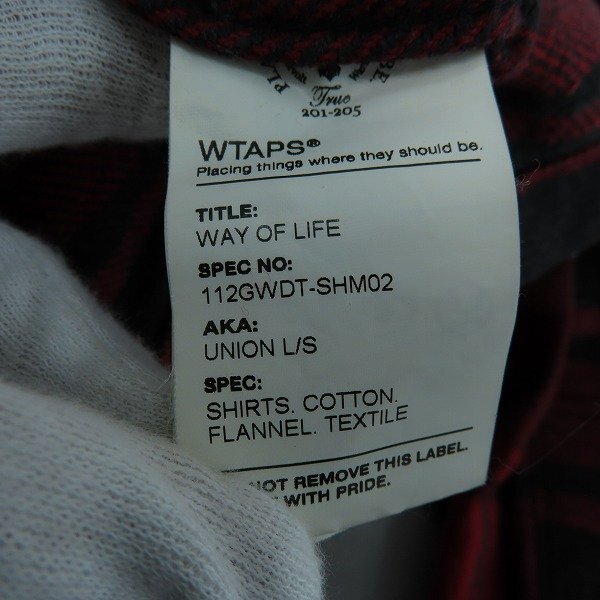 True
201-205
WTAPS®
Placing things where they should be.
TITLE:
WAY OF LIFE
SPEC NO:
112GWDT-SHM02
AKA:
UNION L/S
SPEC:
SHIRTS. COTTON.
FLANNEL. TEXTILE
NOT REMOVE THIS LABEL.
WITH PRIDE.